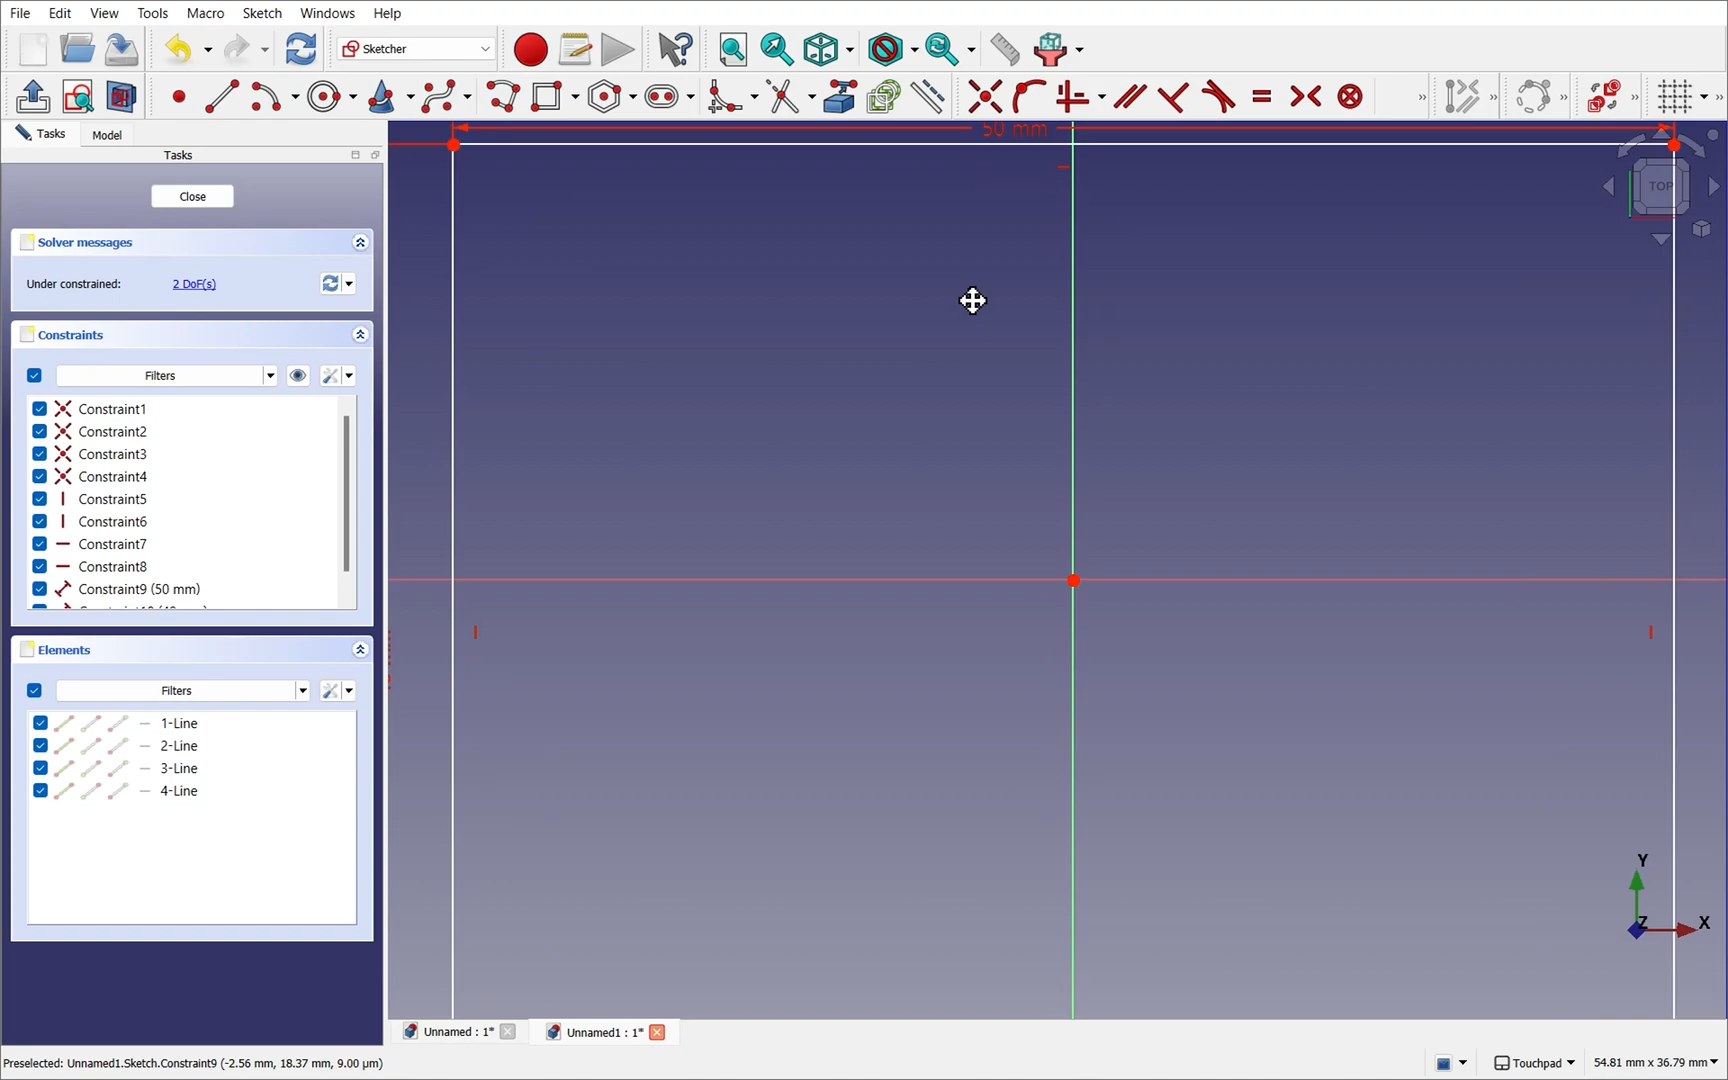 File Edit View Tools Macro Sketch Windows Help
Sketcher
Tasks Model
Tasks
Close
Solver messages
Under constrained: 2 DoF(s)
Constraints
Filters
Constraint1
Constraint2
Constraint3
Constraint4
Constraint5
Constraint6
Constraint7
Constraint8
Constraint9 (50 mm)
Elements
Filters
1-Line
2-Line
3-Line
4-Line
50 mm
TOP
Y
Z X
Unnamed : 1* Unnamed1 : 1*
Preselected: Unnamed1.Sketch.Constraint9 (-2.56 mm, 18.37 mm, 9.00 μm) Touchpad 54.81 mm x 36.79 mm